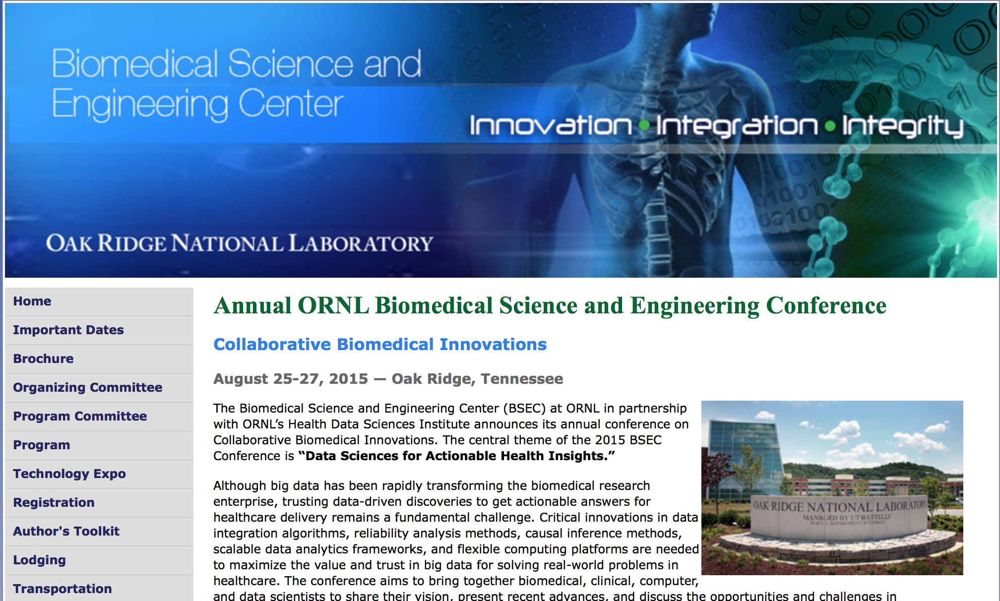 Biomedical Science and
Engineering Center
Innovation • Integration • Integrity
OAK RIDGE NATIONAL LABORATORY
Home
Important Dates
Brochure
Organizing Committee
Program Committee
Program
Technology Expo
Registration
Author's Toolkit
Lodging
Transportation
Annual ORNL Biomedical Science and Engineering Conference
Collaborative Biomedical Innovations
August 25-27, 2015 — Oak Ridge, Tennessee
The Biomedical Science and Engineering Center (BSEC) at ORNL in partnership
with ORNL’s Health Data Sciences Institute announces its annual conference on
Collaborative Biomedical Innovations. The central theme of the 2015 BSEC
Conference is “Data Sciences for Actionable Health Insights.”
Although big data has been rapidly transforming the biomedical research
enterprise, trusting data-driven discoveries to get actionable answers for
healthcare delivery remains a fundamental challenge. Critical innovations in data
integration algorithms, reliability analysis methods, causal inference methods,
scalable data analytics frameworks, and flexible computing platforms are needed
to maximize the value and trust in big data for solving real-world problems in
healthcare. The conference aims to bring together biomedical, clinical, computer,
and data scientists to share their vision, present recent advances, and discuss the opportunities and challenges in
OAK RIDGE NATIONAL LABORATORY
MANAGED BY UT BATTELLE
FOR U.S. DEPARTMENT OF ENERGY